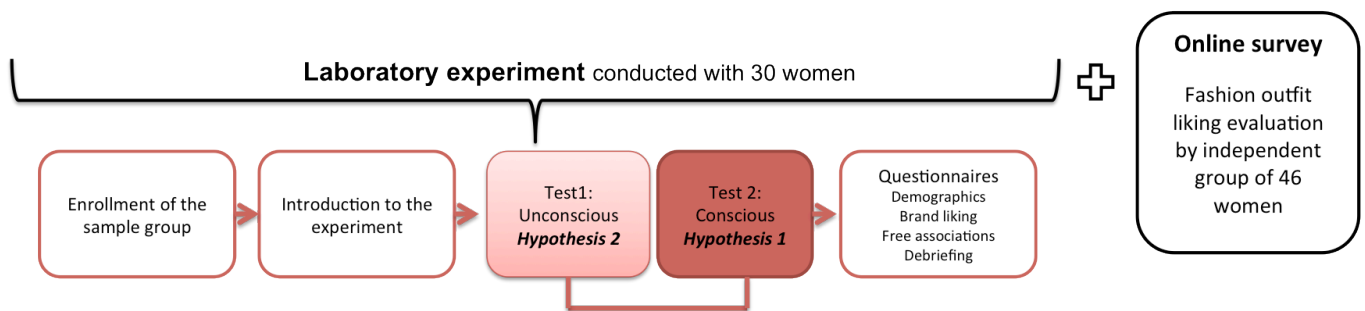 Laboratory experiment conducted with 30 women
Enrollment of the
sample group
Introduction to the
experiment
Test1:
Unconscious
Hypothesis 2
Test 2:
Conscious
Hypothesis 1
Questionnaires
Demographics
Brand liking
Free associations
Debriefing
Online survey
Fashion outfit
liking evaluation
by independent
group of 46
women